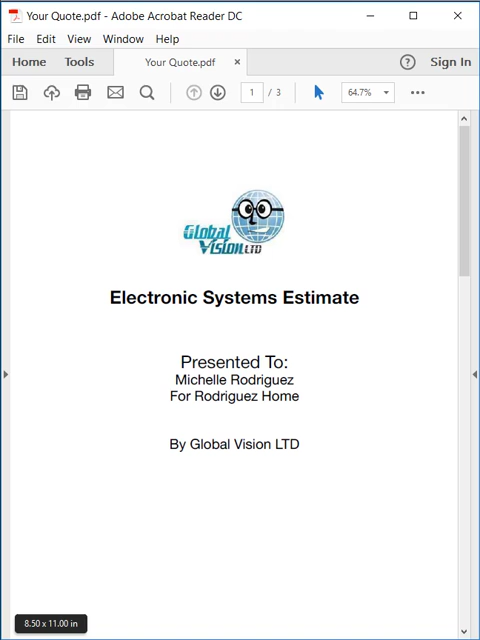 Your Quote.pdf - Adobe Acrobat Reader DC
File Edit View Window Help
Home Tools Your Quote.pdf × ? Sign In
1 / 3 64.7%
Global
Vision LTD
Electronic Systems Estimate
Presented To:
Michelle Rodriguez
For Rodriguez Home
By Global Vision LTD
8.50 x 11.00 in